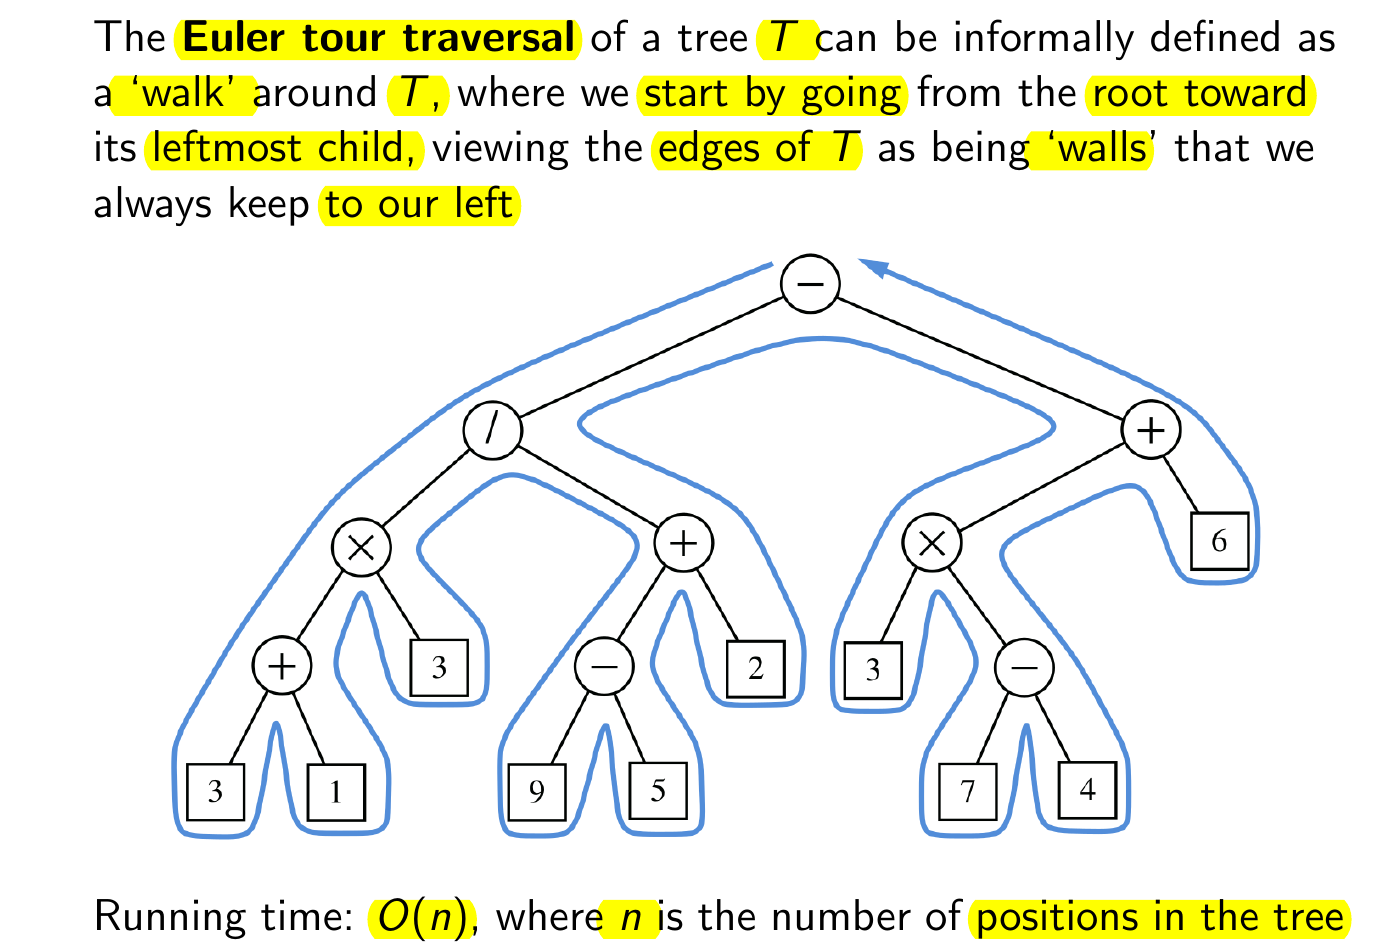 The Euler tour traversal of a tree T can be informally defined as
a ‘walk’ around T, where we start by going from the root toward
its leftmost child, viewing the edges of T as being ‘walls’ that we
always keep to our left
−
/ +
× + × 6
+ 3 − 2 3 −
3 1 9 5 7 4
Running time: O(n), where n is the number of positions in the tree